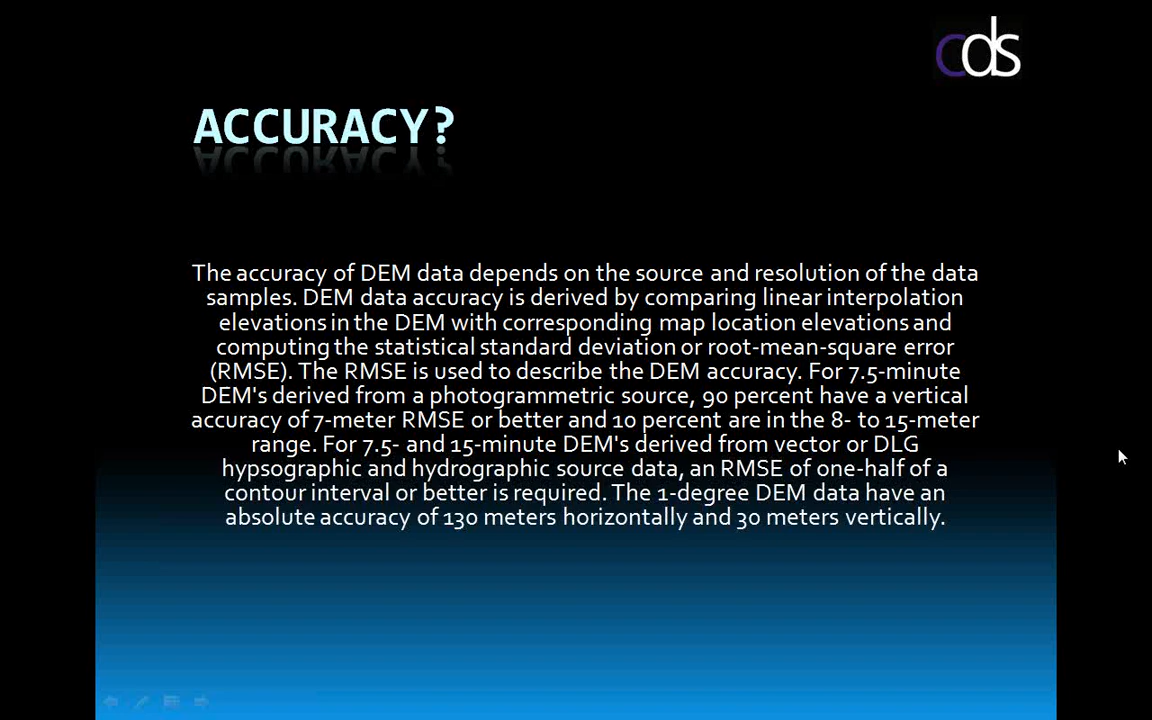 cds
ACCURACY?
The accuracy of DEM data depends on the source and resolution of the data
samples. DEM data accuracy is derived by comparing linear interpolation
elevations in the DEM with corresponding map location elevations and
computing the statistical standard deviation or root-mean-square error
(RMSE). The RMSE is used to describe the DEM accuracy. For 7.5-minute
DEM's derived from a photogrammetric source, 90 percent have a vertical
accuracy of 7-meter RMSE or better and 10 percent are in the 8- to 15-meter
range. For 7.5- and 15-minute DEM's derived from vector or DLG
hypsographic and hydrographic source data, an RMSE of one-half of a
contour interval or better is required. The 1-degree DEM data have an
absolute accuracy of 130 meters horizontally and 30 meters vertically.